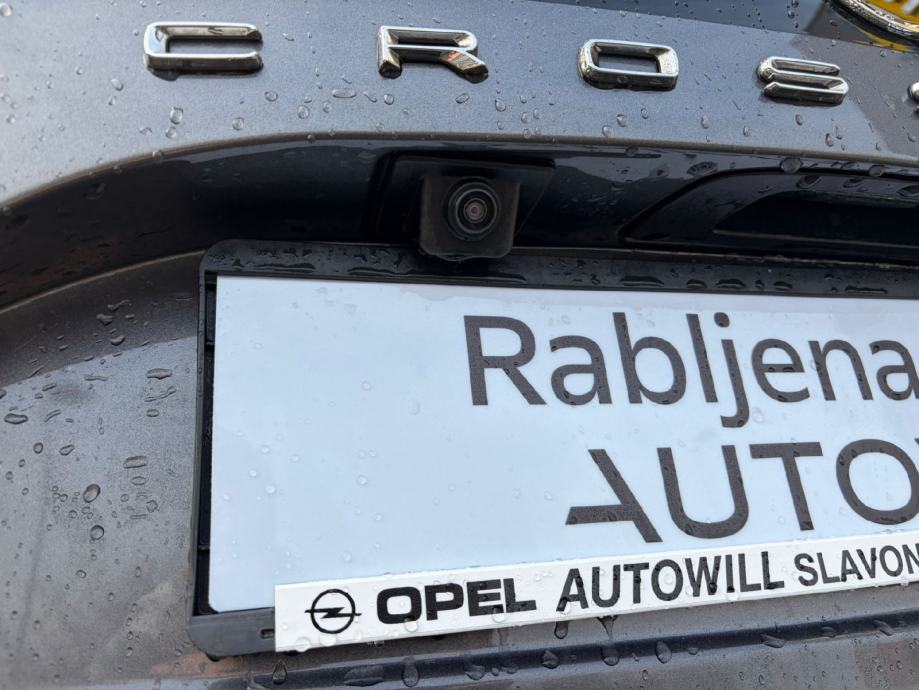 CROS
Rabljena
AUTO
OPEL AUTOWILL SLAVON